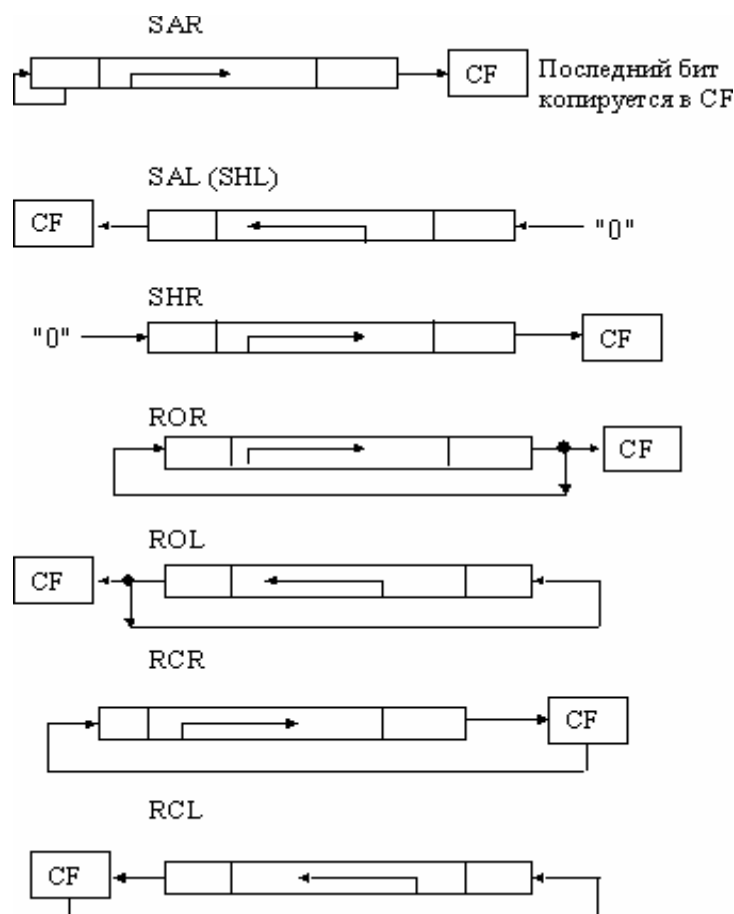 SAR
CF
Последний бит
копируется в CF
SAL (SHL)
CF
"0"
SHR
"0"
CF
ROR
CF
ROL
CF
RCR
CF
RCL
CF